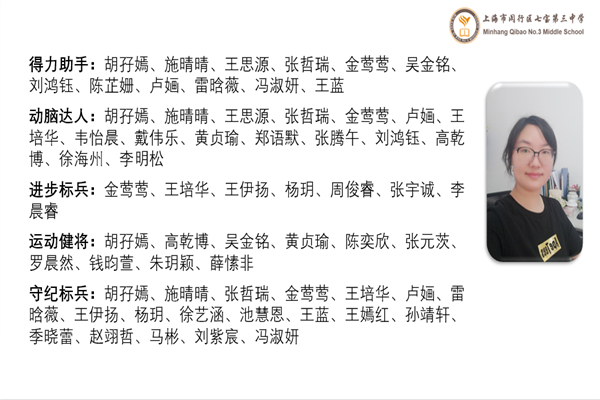 上海市闵行区七宝第三中学
Minhang Qibao No.3 Middle School
得力助手：胡孖嫣、施晴晴、王思源、张哲瑞、金莺莺、吴金铭、
刘鸿钰、陈芷姗、卢婳、雷晗薇、冯淑妍、王蓝
动脑达人：胡孖嫣、施晴晴、王思源、张哲瑞、金莺莺、卢婳、王
培华、韦怡晨、戴伟乐、黄贞瑜、郑语默、张腾午、刘鸿钰、高乾
博、徐海州、李明松
进步标兵：金莺莺、王培华、王伊扬、杨玥、周俊睿、张宇诚、李
晨睿
运动健将：胡孖嫣、高乾博、吴金铭、黄贞瑜、陈奕欣、张元茨、
罗晨然、钱昀萱、朱玥颖、薛愫非
守纪标兵：胡孖嫣、施晴晴、张哲瑞、金莺莺、王培华、卢婳、雷
晗薇、王伊扬、杨玥、徐艺涵、池慧恩、王蓝、王嫣红、孙靖轩、
季晓蕾、赵翊哲、马彬、刘紫宸、冯淑妍